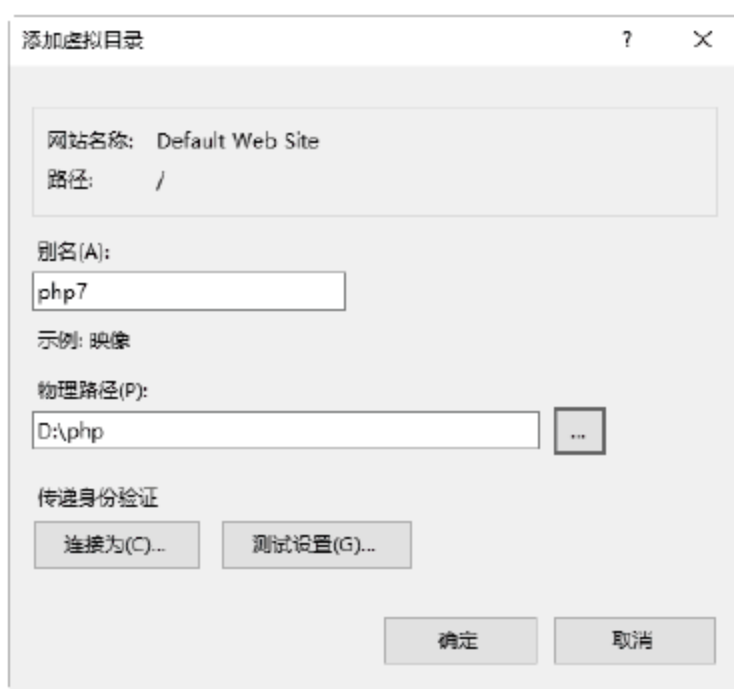 添加虚拟目录 ? ×
网站名称: Default Web Site
路径: /
别名(A):
php7
示例: 映像
物理路径(P):
D:\php
...
传递身份验证
连接为(C)... 测试设置(G)...
确定 取消